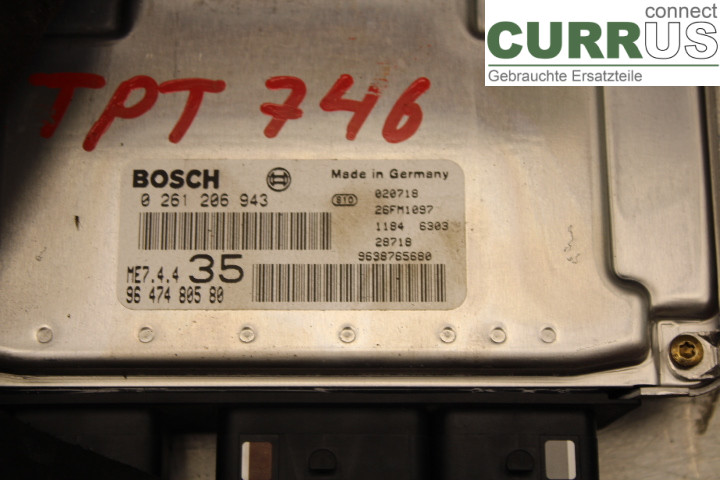 connect
CURRUS
Gebrauchte Ersatzteile
TPT 746
BOSCH
Made in Germany
0 261 206 943
020718
26FM1097
1184 6303
28718
9638765680
ME7.4.4 35
96 474 805 80